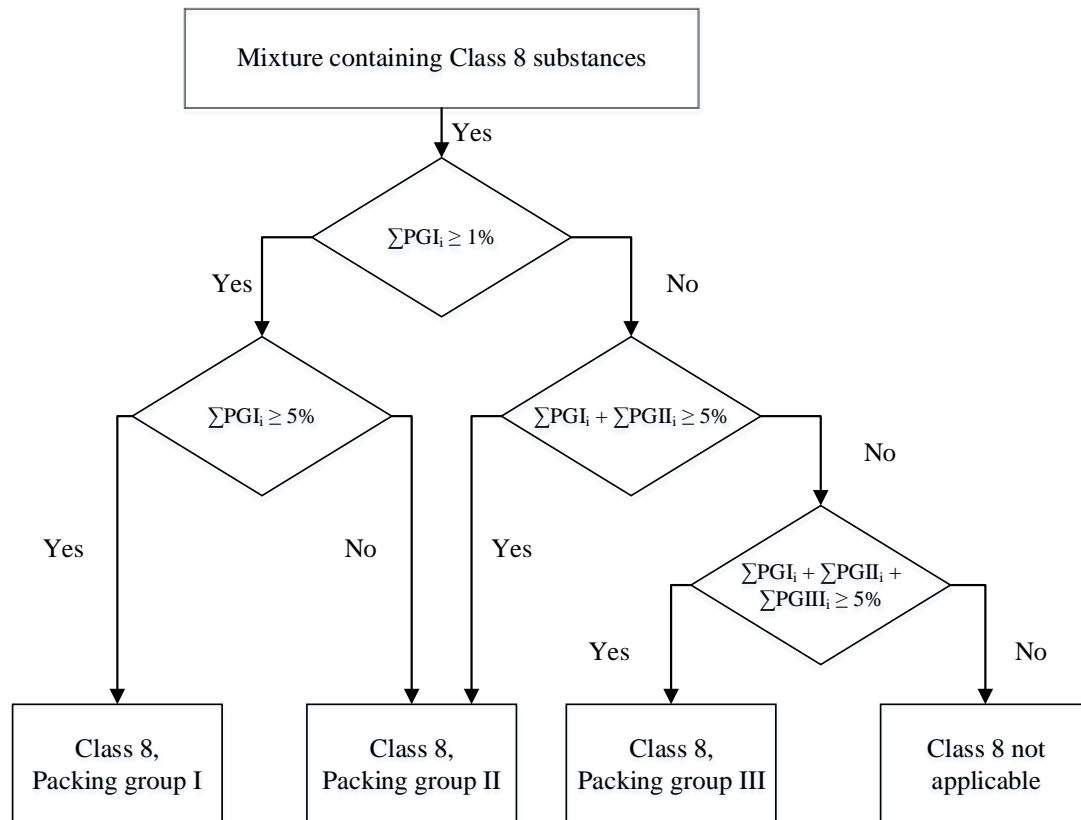 Mixture containing Class 8 substances
Yes
∑PGIᵢ ≥ 1%
Yes
No
∑PGIᵢ ≥ 5%
∑PGIᵢ + ∑PGIIᵢ ≥ 5%
No
Yes
No
Yes
∑PGIᵢ + ∑PGIIᵢ +
∑PGIIIᵢ ≥ 5%
Yes
No
Class 8,
Packing group I
Class 8,
Packing group II
Class 8,
Packing group III
Class 8 not
applicable